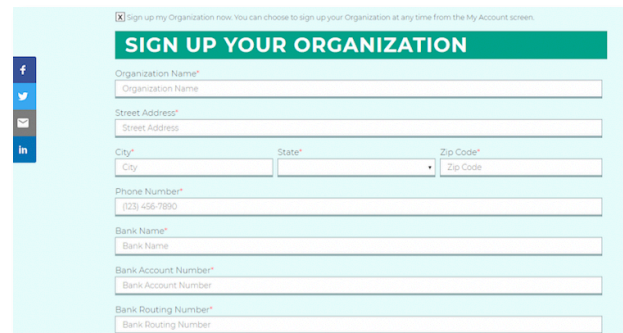 X Sign up my Organization now. You can choose to sign up your Organization at any time from the My Account screen.
SIGN UP YOUR ORGANIZATION
Organization Name*
Organization Name
Street Address*
Street Address
City* State* Zip Code*
City Zip Code
Phone Number*
(123) 456-7890
Bank Name*
Bank Name
Bank Account Number*
Bank Account Number
Bank Routing Number*
Bank Routing Number
f
in